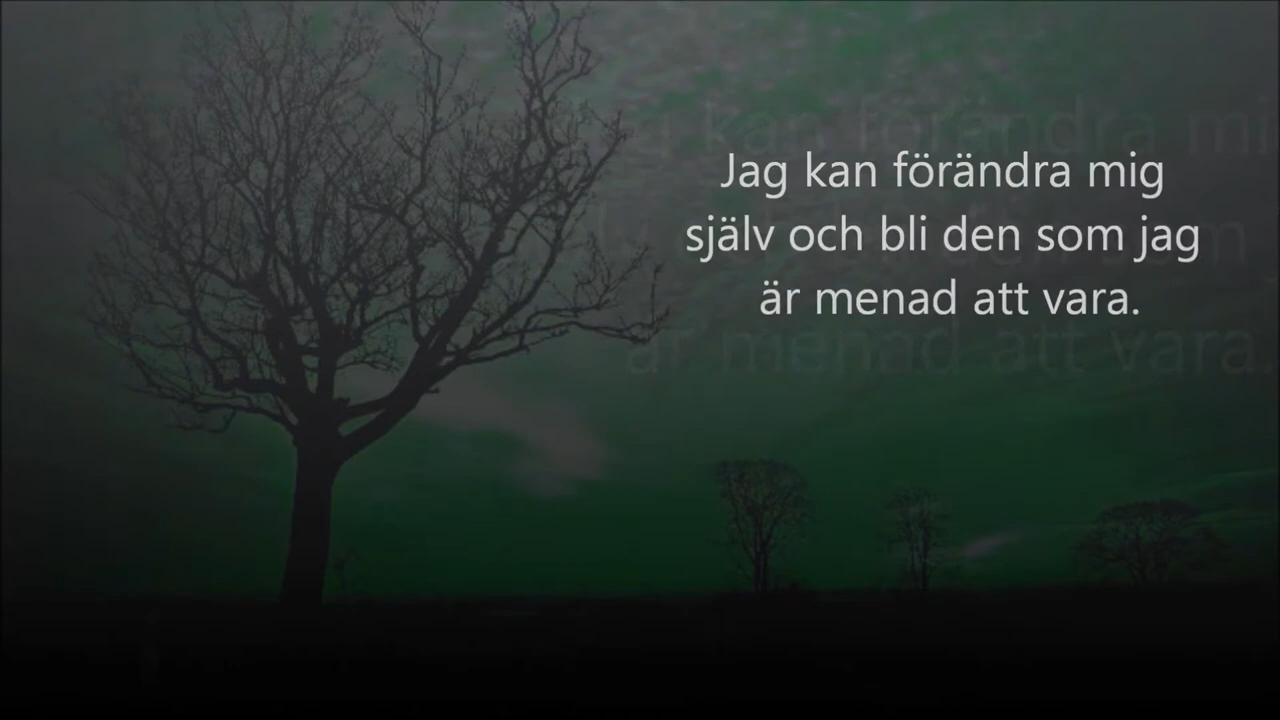 Jag kan förändra mig
själv och bli den som jag
är menad att vara.